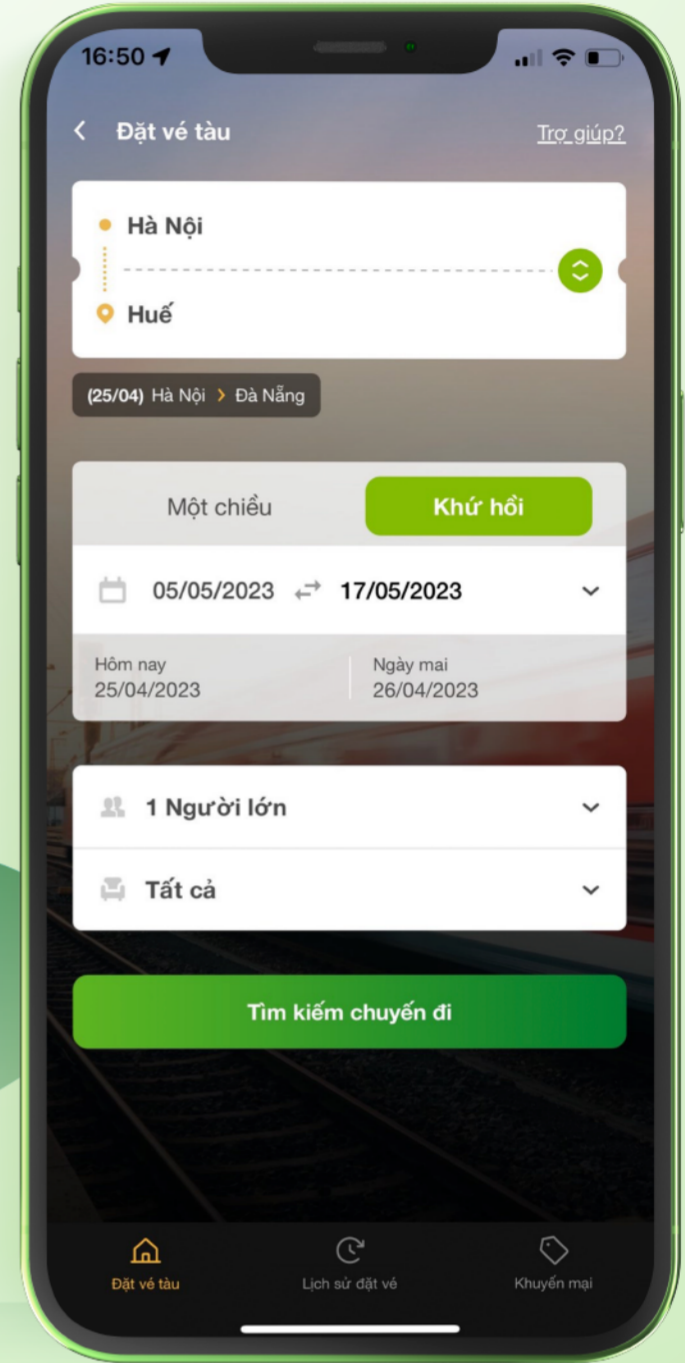 16:50
Đặt vé tàu
Trợ giúp?
Hà Nội
Huế
(25/04) Hà Nội > Đà Nẵng
Một chiều
Khứ hồi
05/05/2023
17/05/2023
Hôm nay
Ngày mai
25/04/2023
26/04/2023
1 Người lớn
Tất cả
Tìm kiếm chuyến đi
Đặt vé tàu
Lịch sử đặt vé
Khuyến mại